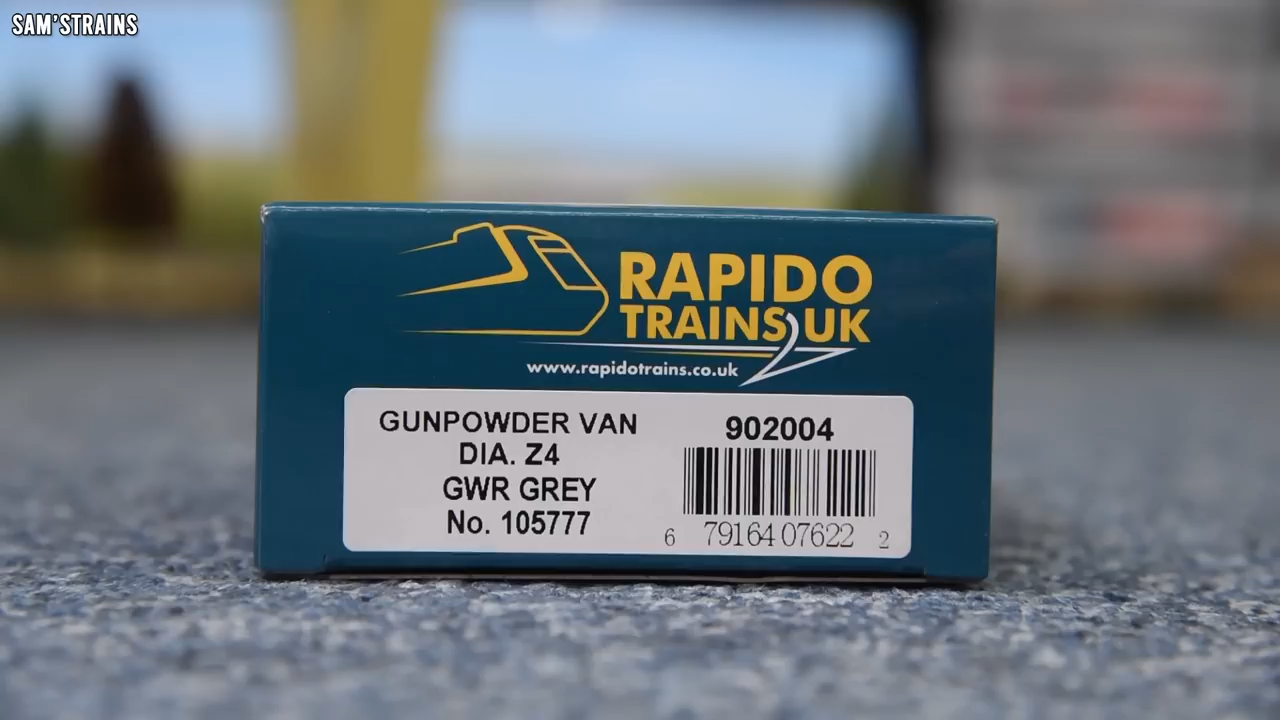 SAM'STRAINS
RAPIDO
TRAINS UK
www.rapidotrains.co.uk
GUNPOWDER VAN
DIA. Z4
GWR GREY
No. 105777
902004
6 79164 07622 2